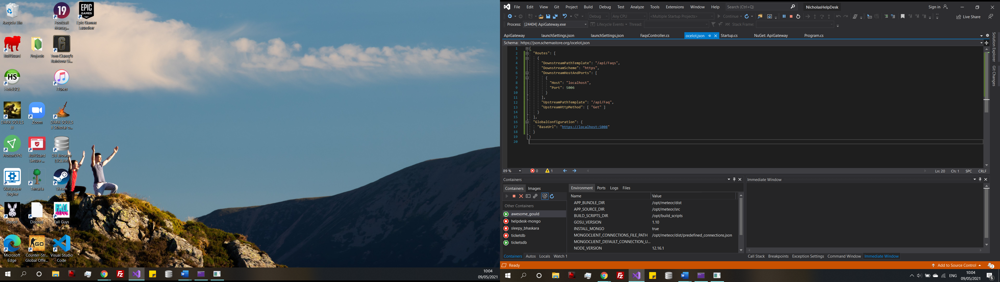 Recycle Bin
Football Manag...
Epic Games Launcher
BullGuard
Projects
Tom Clancy's Rainbow Si...
HeidiSQL
iTunes
DARK SOULS III
Zoom
DARK SOULS II Scholar o...
ProtonVPN
BullGuard Secure ...
DB Browser (SQLite)
Wallpaper Engine
Terraria
Steam
Deceit
Discord
Fall Guys
Microsoft Edge
Counter-Str... Global Offe...
Visual Studio Code
10:04
09/05/2021
File Edit View Git Project Build Debug Test Analyze Tools Extensions Window Help Search (Ctrl+Q) NicholasHelpDesk Sign in
Debug Any CPU <Multiple Startup Projects> Continue Live Share
Process: [24404] ApiGateway.exe Lifecycle Events Thread: Stack Frame:
ApiGateway launchSettings.json launchSettings.json FaqsController.cs ocelot.json Startup.cs NuGet: ApiGateway Program.cs
Schema: https://json.schemastore.org/ocelot.json
1 {
2 "Routes": [
3 {
4 "DownstreamPathTemplate": "/api/Faqs",
5 "DownstreamScheme": "https",
6 "DownstreamHostAndPorts": [
7 {
8 "Host": "localhost",
9 "Port": 5006
10 }
11 ],
12 "UpstreamPathTemplate": "/api/Faq",
13 "UpstreamHttpMethod": [ "Get" ]
14 }
15 ],
16 "GlobalConfiguration": {
17 "BaseUrl": "https://localhost:5008"
18 }
19 }
20
Solution Explorer
Git Changes
89 % 0 1 Ln: 20 Ch: 1 SPC CRLF
Containers
Containers Images
Other Containers
awesome_gould
helpdesk-mongo
sleepy_bhaskara
ticketdb
ticketsdb
Environment Ports Logs Files
Name Value
APP_BUNDLE_DIR /opt/meteor/dist
APP_SOURCE_DIR /opt/meteor/src
BUILD_SCRIPTS_DIR /opt/build_scripts
GOSU_VERSION 1.10
INSTALL_MONGO true
MONGOCLIENT_CONNECTIONS_FILE_PATH /opt/meteor/dist/predefined_connections.json
MONGOCLIENT_DEFAULT_CONNECTION_U...
NODE_VERSION 12.16.1
Containers Autos Locals Watch 1
Immediate Window
Call Stack Breakpoints Exception Settings Command Window Immediate Window
Ready Add to Source Control 2
ENG 10:04
09/05/2021
6